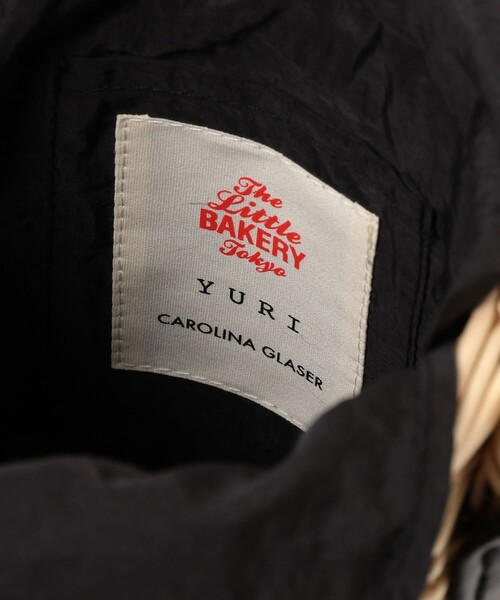 The
Little
BAKERY
Tokyo
YURI
CAROLINA GLASER